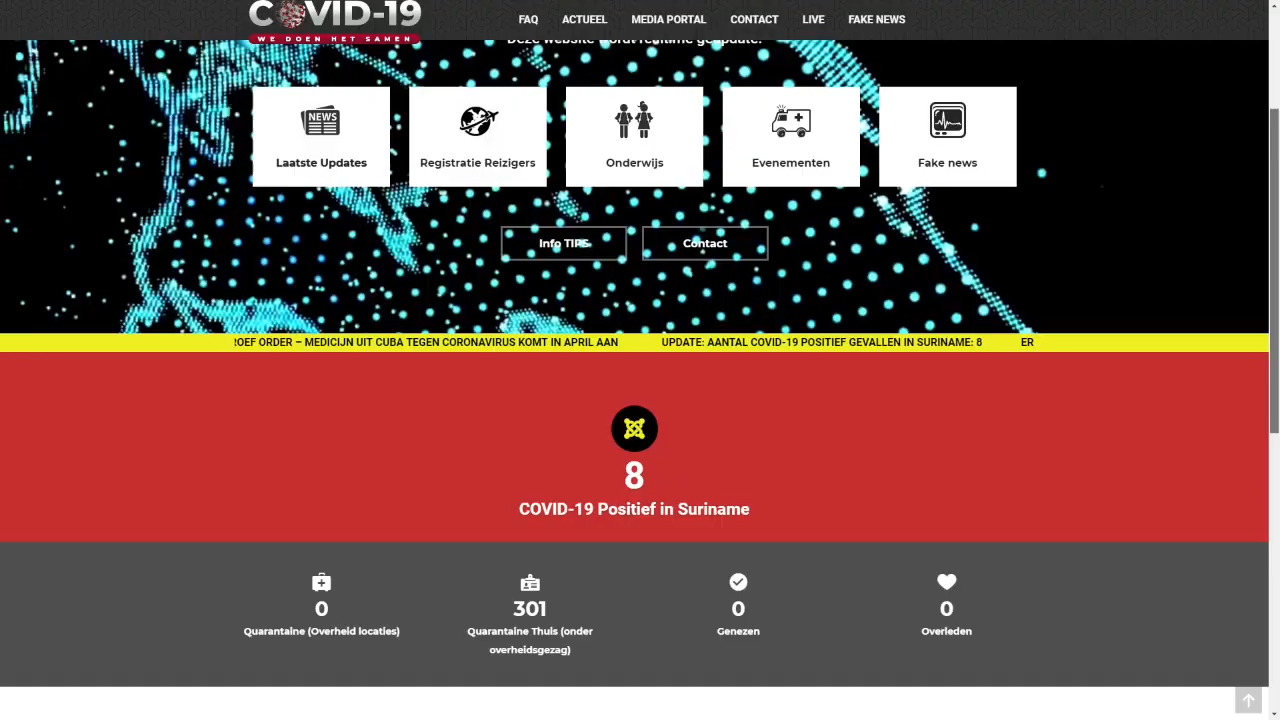 COVID-19
WE DOEN HET SAMEN
FAQ
ACTUEEL
MEDIA PORTAL
CONTACT
LIVE
FAKE NEWS
Deze website wordt realtime geüpdate.
NEWS
Laatste Updates
Registratie Reizigers
Onderwijs
Evenementen
Fake news
Info TIPS
Contact
ROEF ORDER – MEDICIJN UIT CUBA TEGEN CORONAVIRUS KOMT IN APRIL AAN
UPDATE: AANTAL COVID-19 POSITIEF GEVALLEN IN SURINAME: 8
ER
8
COVID-19 Positief in Suriname
0
Quarantaine (Overheid locaties)
301
Quarantaine Thuis (onder
overheidsgezag)
0
Genezen
0
Overleden